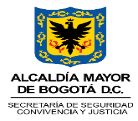 ALCALDÍA MAYOR
DE BOGOTÁ D.C.
SECRETARÍA DE SEGURIDAD
CONVIVENCIA Y JUSTICIA